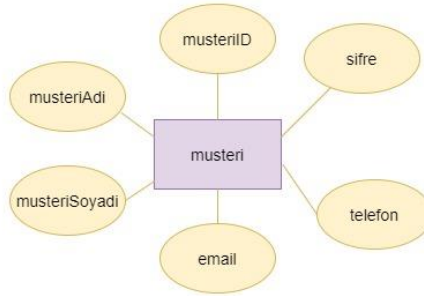 musteriID
sifre
musteriAdi
musteri
musteriSoyadi
telefon
email